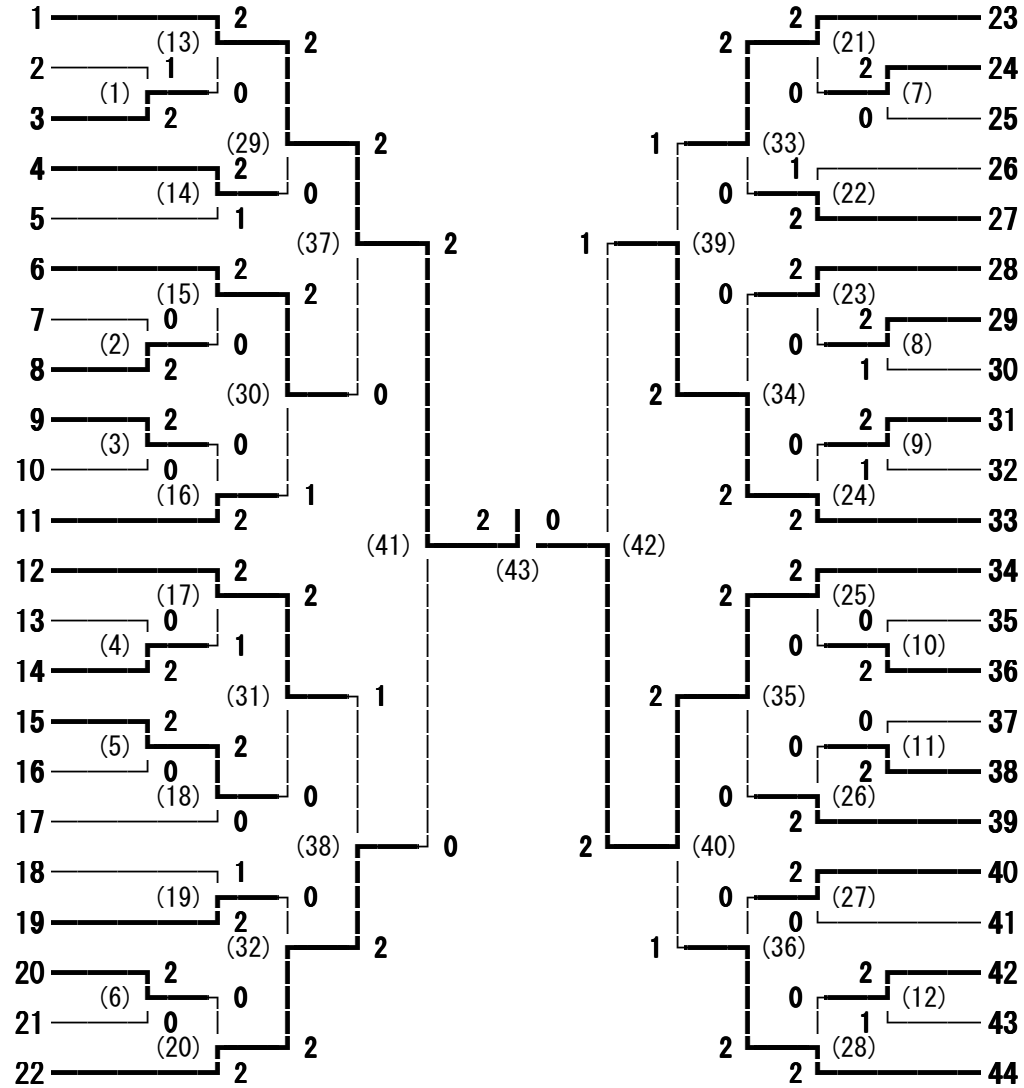 1 2 2 23
(13) 2 2 (21)
2 1 2 24
(1) 0 0 (7)
3 2 0 25
(29) 2 1 (33)
4 2 1 26
(14) 0 0 (22)
5 1 2 27
(37) 2 1 (39)
6 2 2 28
(15) 2 0 (23)
7 0 2 29
(2) 0 0 (8)
8 2 1 30
(30) 0 2 (34)
9 2 2 31
(3) 0 0 (9)
10 0 1 32
(16) 1 2 (24)
11 2 2 0 2 33
(41) (42)
12 2 (43) 2 34
(17) 2 2 (25)
13 0 0 35
(4) 1 0 (10)
14 2 2 36
(31) 1 2 (35)
15 2 0 37
(5) 2 0 (11)
16 0 2 38
(18) 0 0 (26)
17 0 2 39
(38) 0 2 (40)
18 1 2 40
(19) 0 0 (27)
19 2 0 41
(32) 2 1 (36)
20 2 2 42
(6) 0 0 (12)
21 0 1 43
(20) 2 2 (28)
22 2 2 44